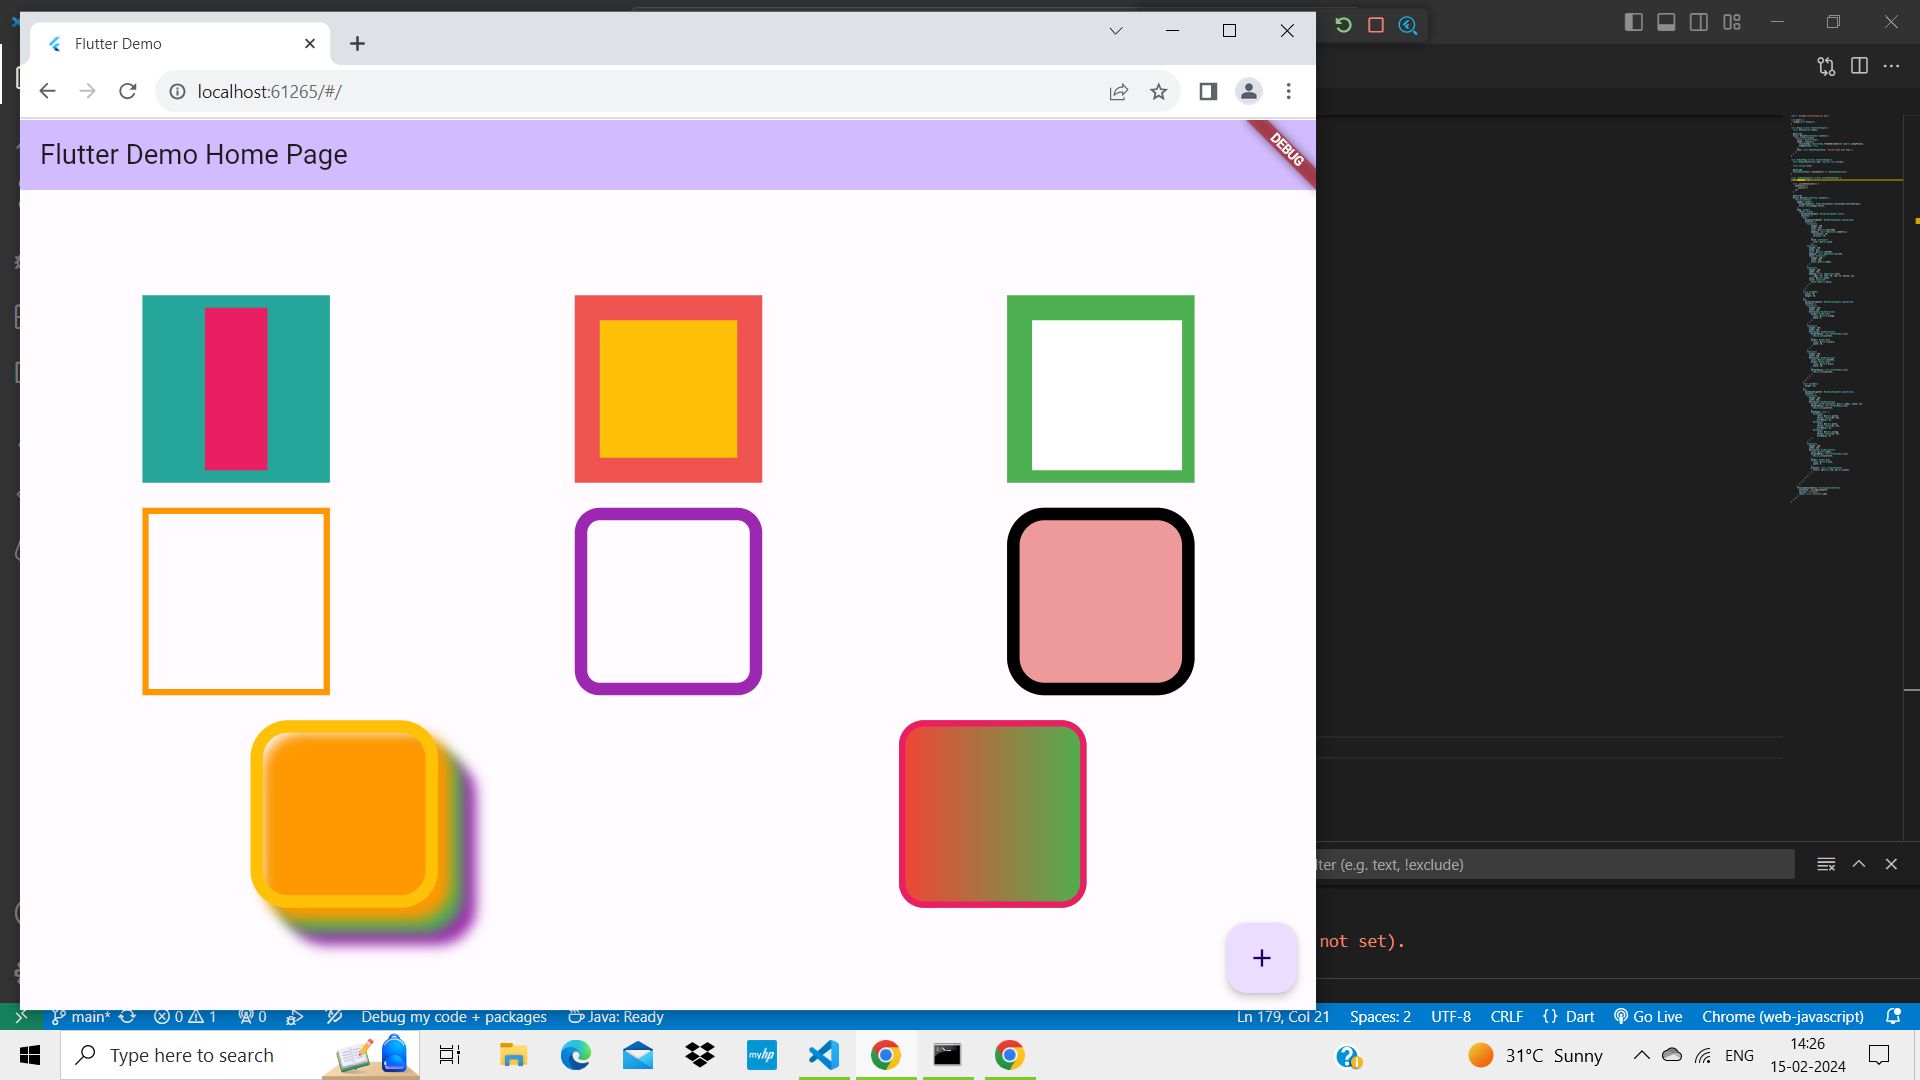 Flutter Demo
localhost:61265/#/
Flutter Demo Home Page
DEBUG
lter (e.g. text, !exclude)
not set).
main* 0 1 0 Debug my code + packages Java: Ready Ln 179, Col 21 Spaces: 2 UTF-8 CRLF {} Dart Go Live Chrome (web-javascript)
Type here to search
myhp
31°C Sunny
ENG
14:26
15-02-2024